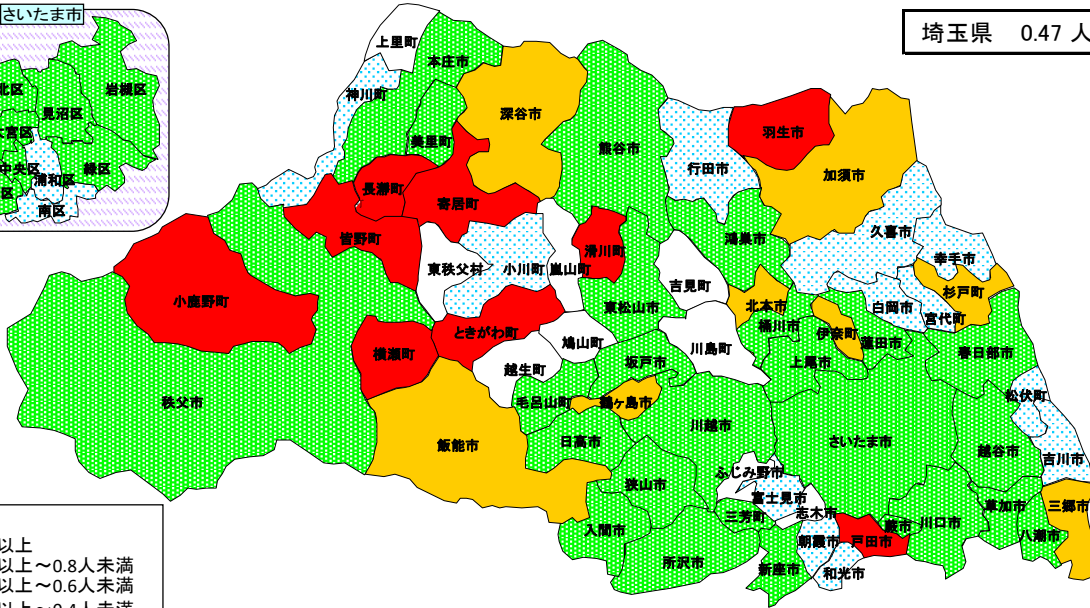 さいたま市
埼玉県 0.47 人
北区
岩槻区
見沼区
大宮区
中央区
緑区
浦和区
区
南区
上里町
本庄市
神川町
深谷市
美里町
熊谷市
羽生市
行田市
加須市
長瀞町
寄居町
皆野町
鴻巣市
久喜市
幸手市
東秩父村
小川町
嵐山町
滑川町
吉見町
小鹿野町
東松山市
北本市
白岡市
杉戸町
宮代町
ときがわ町
桶川市
伊奈町
蓮田市
横瀬町
鳩山町
川島町
春日部市
越生町
坂戸市
上尾市
秩父市
毛呂山町
鶴ヶ島市
松伏町
飯能市
日高市
川越市
さいたま市
越谷市
吉川市
ふじみ野市
狭山市
富士見市
志木市
三芳町
入間市
朝霞市
戸田市
蕨市
川口市
草加市
八潮市
三郷市
所沢市
新座市
和光市
以上
以上～0.8人未満
以上～0.6人未満
以上～0.4人未満